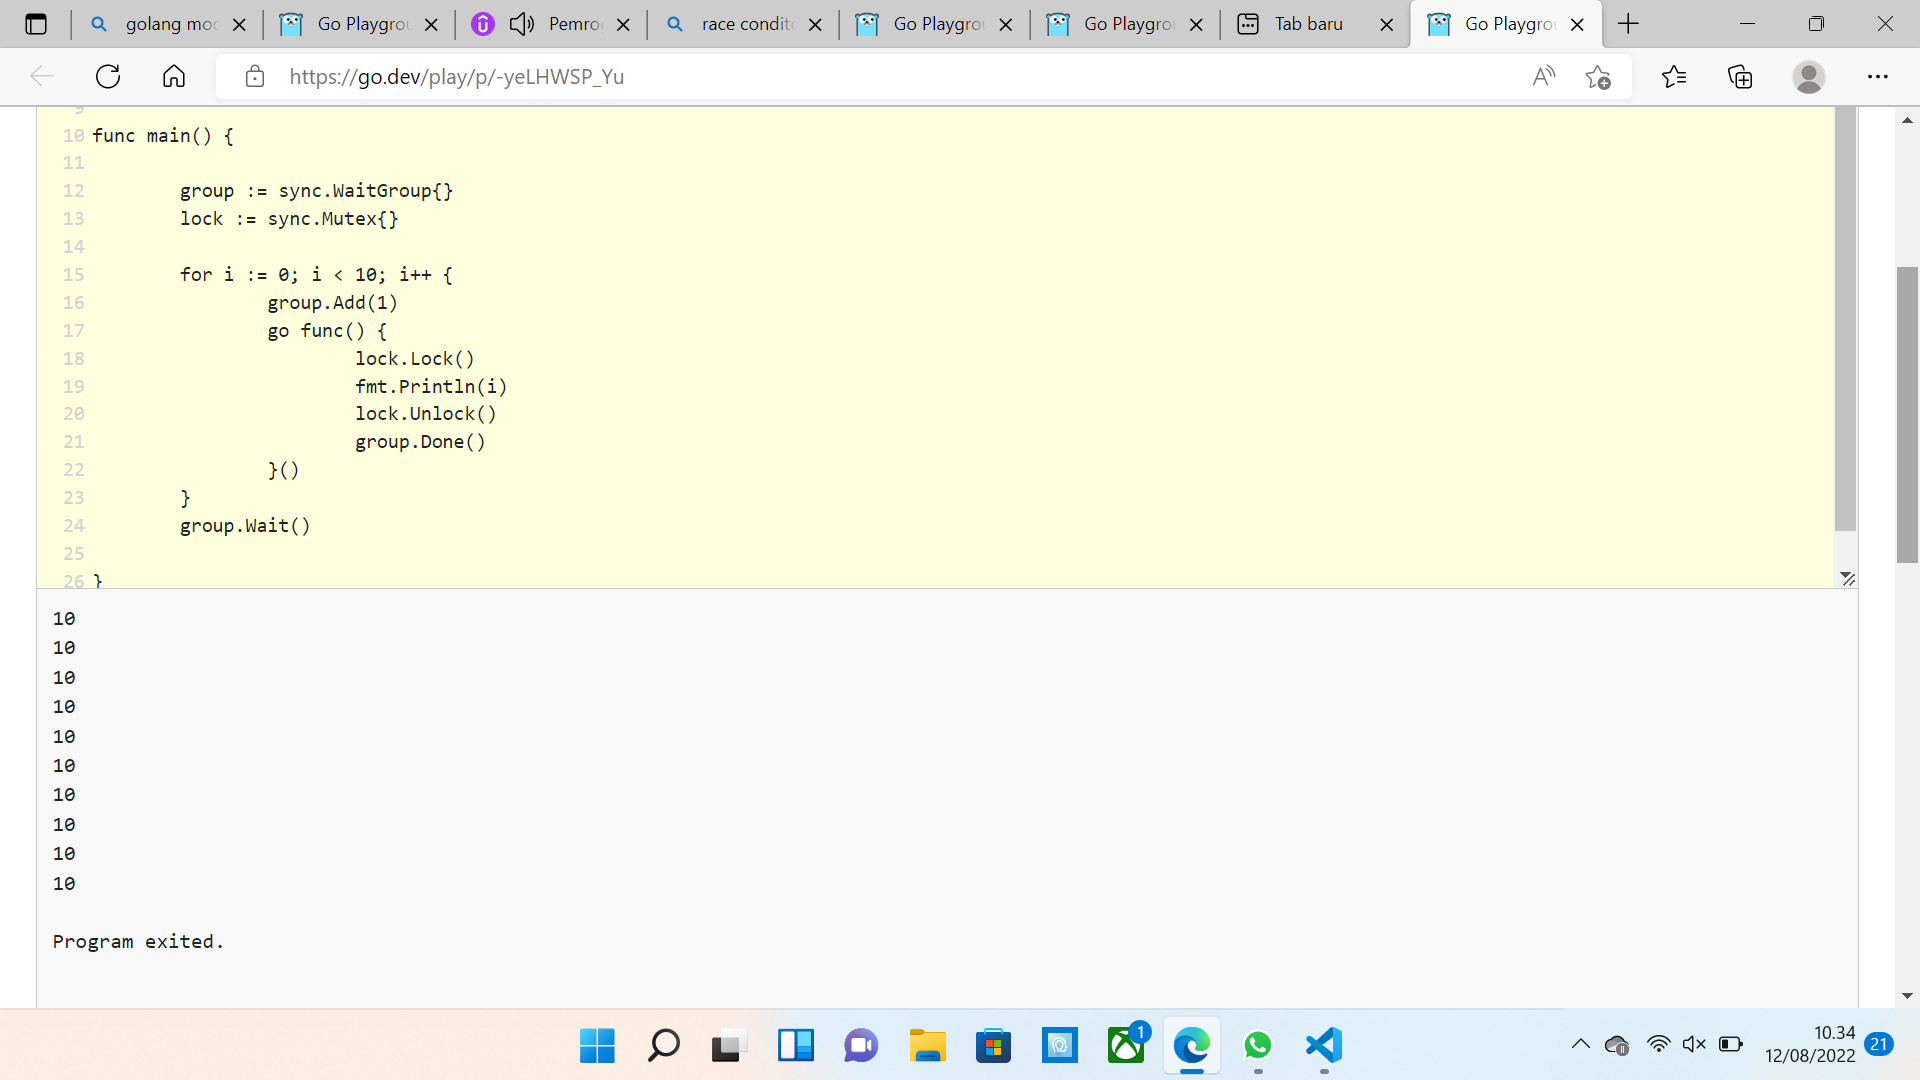 golang moc
Go Playgrou
Pemro
race condito
Go Playgrou
Go Playgrou
Tab baru
Go Playgrou
https://go.dev/play/p/-yeLHWSP_Yu
9
10 func main() {
11
12 group := sync.WaitGroup{}
13 lock := sync.Mutex{}
14
15 for i := 0; i < 10; i++ {
16 group.Add(1)
17 go func() {
18 lock.Lock()
19 fmt.Println(i)
20 lock.Unlock()
21 group.Done()
22 }()
23 }
24 group.Wait()
25
26 }
10
10
10
10
10
10
10
10
10
10
Program exited.
1
10.34
12/08/2022
21